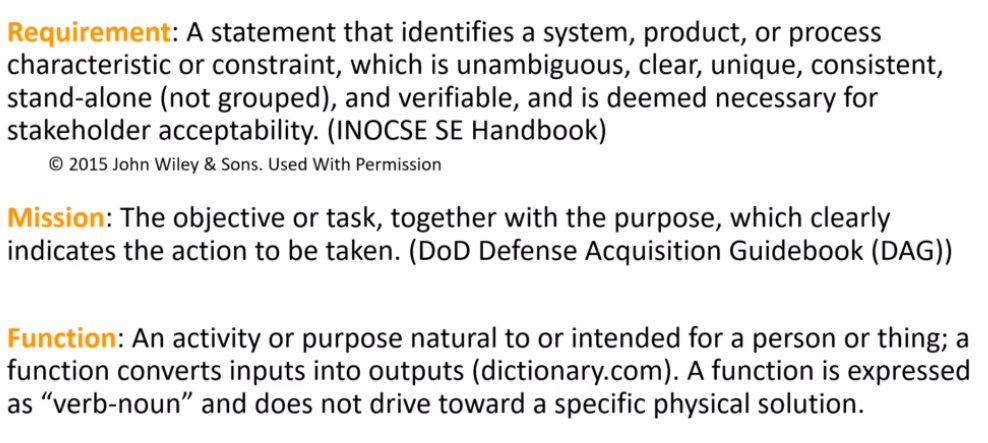 Requirement: A statement that identifies a system, product, or process
characteristic or constraint, which is unambiguous, clear, unique, consistent,
stand-alone (not grouped), and verifiable, and is deemed necessary for
stakeholder acceptability. (INOCSE SE Handbook)
© 2015 John Wiley & Sons. Used With Permission
Mission: The objective or task, together with the purpose, which clearly
indicates the action to be taken. (DoD Defense Acquisition Guidebook (DAG))
Function: An activity or purpose natural to or intended for a person or thing; a
function converts inputs into outputs (dictionary.com). A function is expressed
as “verb-noun” and does not drive toward a specific physical solution.